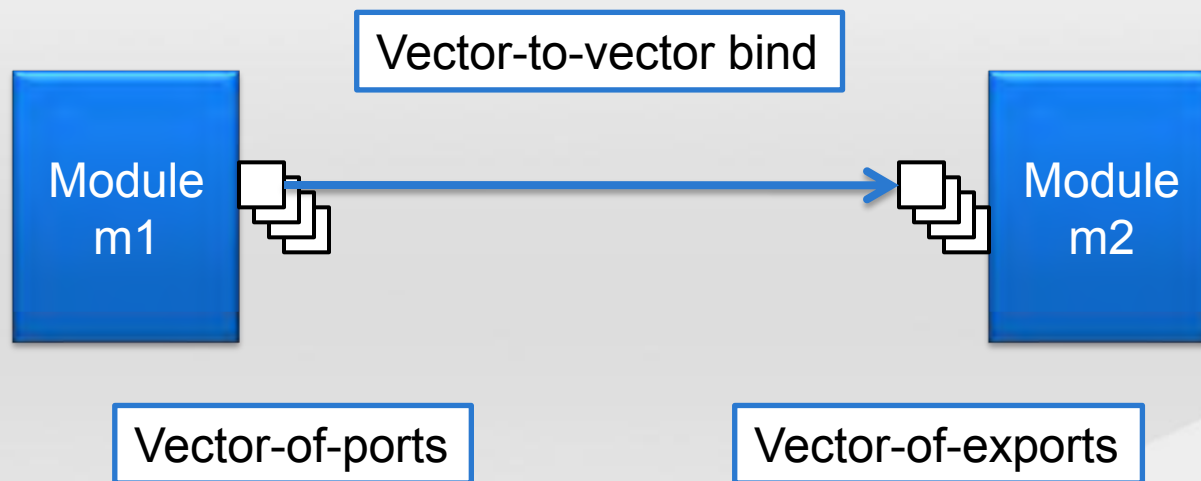 Vector-to-vector bind
Module
m1
Module
m2
Vector-of-ports
Vector-of-exports